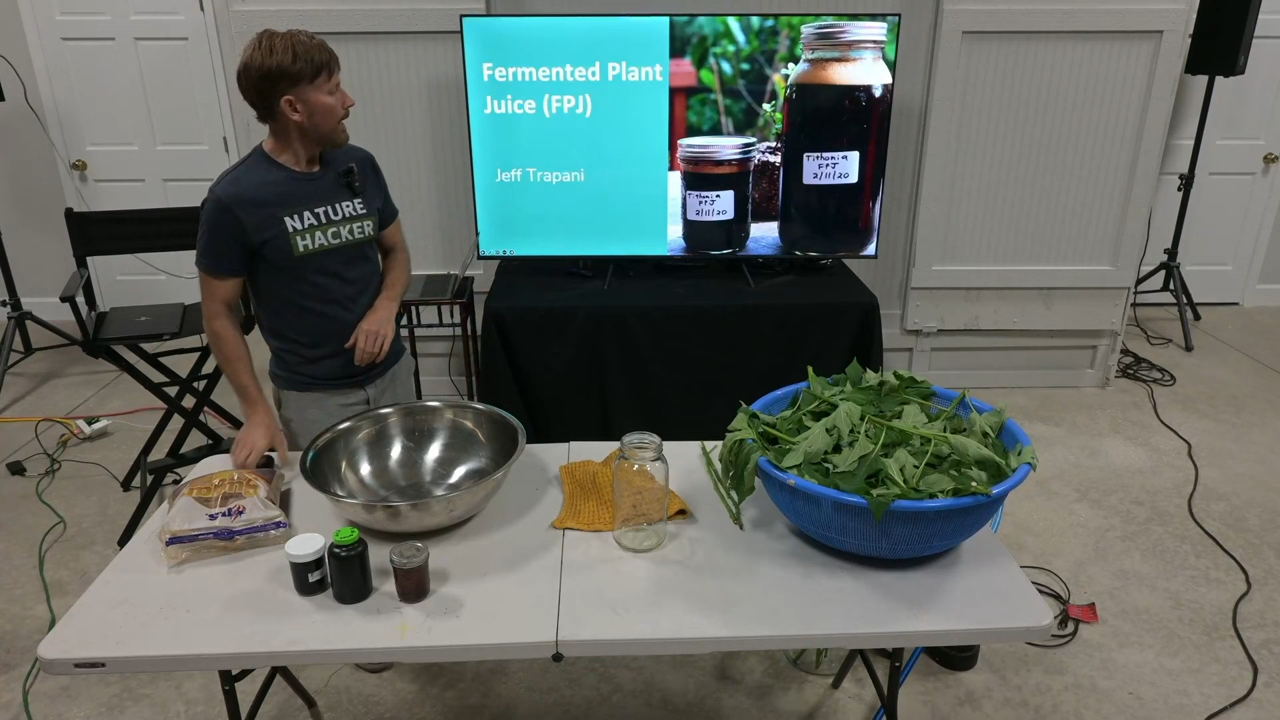 Fermented Plant
Juice (FPJ)
Jeff Trapani
Tithonia
FPJ
2/11/20
Tithonia
FPJ
2/11/20
NATURE
HACKER